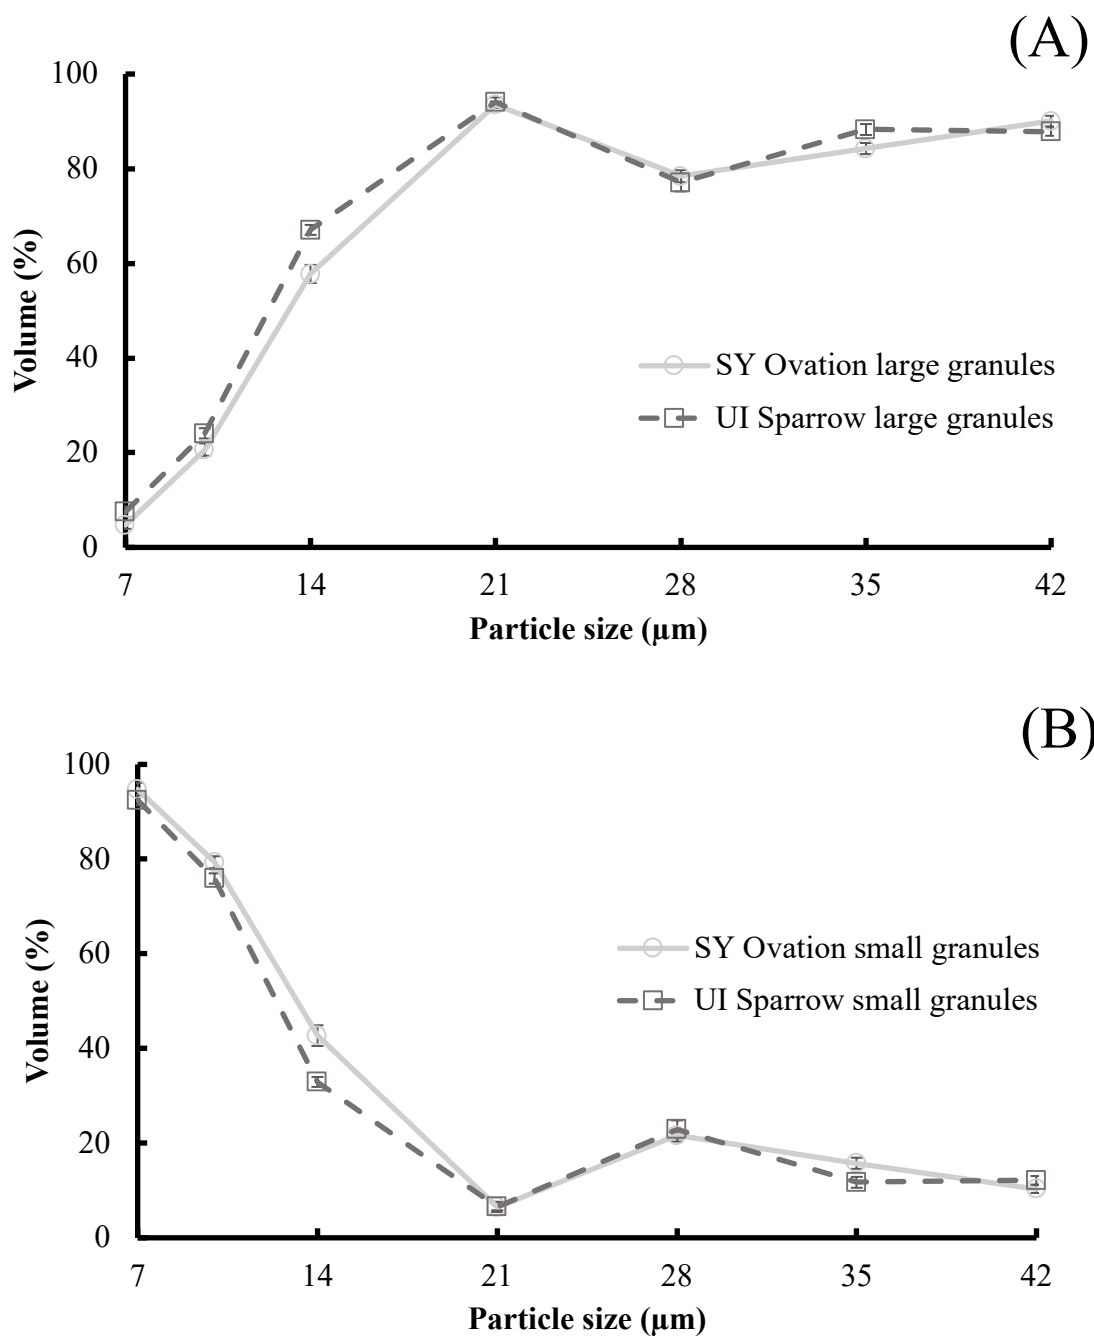 (A)
100
80
60
40
20
0
Volume (%)
SY Ovation large granules
UI Sparrow large granules
7 14 21 28 35 42
Particle size (µm)
(B)
100
80
60
40
20
0
Volume (%)
SY Ovation small granules
UI Sparrow small granules
7 14 21 28 35 42
Particle size (µm)